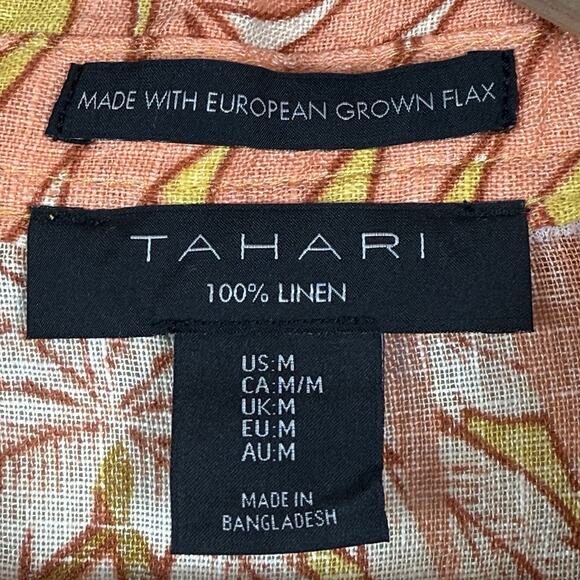 MADE WITH EUROPEAN GROWN FLAX
TAHARI
100% LINEN
US:M
CA:M/M
UK:M
EU:M
AU:M
MADE IN
BANGLADESH